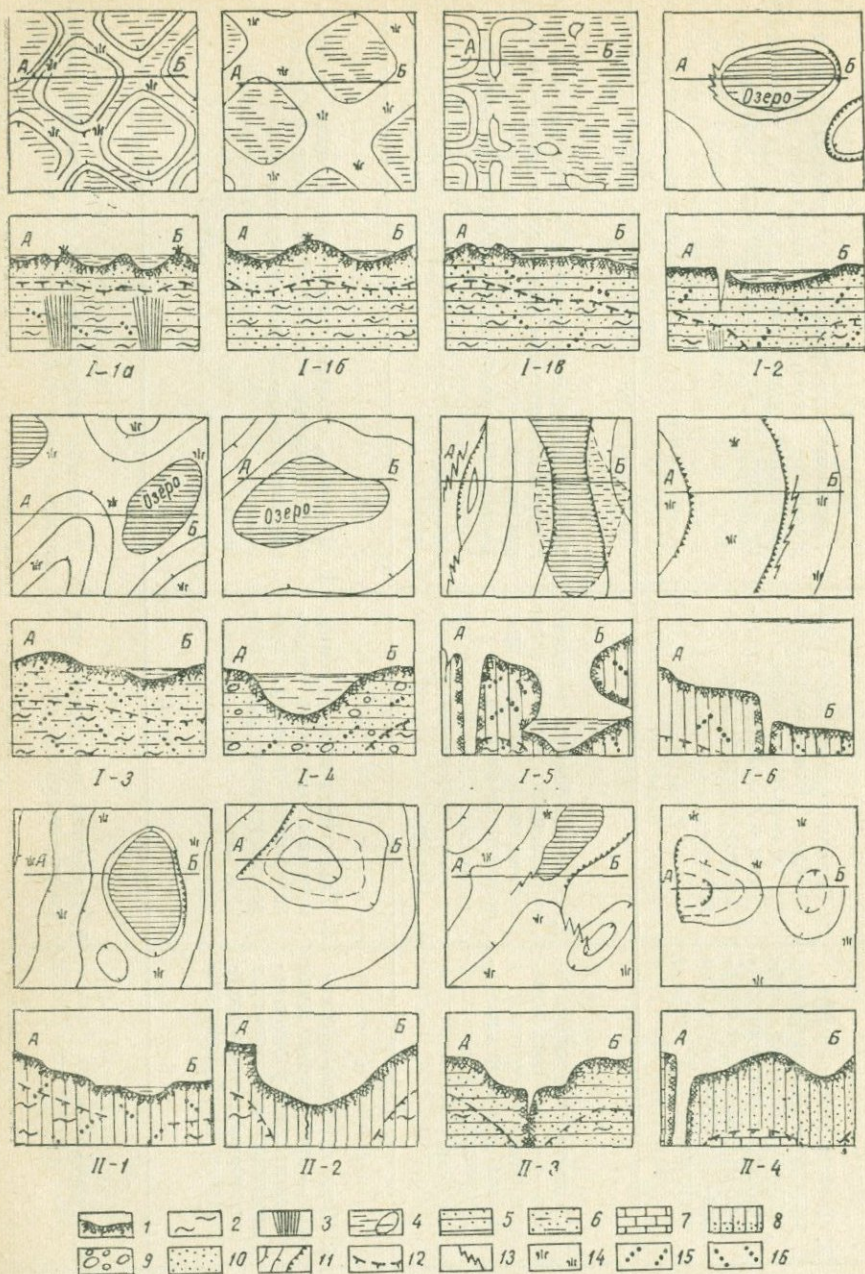 А Б А Б А Б А Б
Озеро
А Б А Б А Б А Б
I-1а I-1б I-1в I-2
А Б А Б А Б А Б
Озеро Озеро
А Б А Б А Б А Б
I-3 I-4 I-5 I-6
А Б А Б А Б А Б
А Б А Б А Б А Б
II-1 II-2 II-3 II-4
1 2 3 4 5 6 7 8
9 10 11 12 13 14 15 16